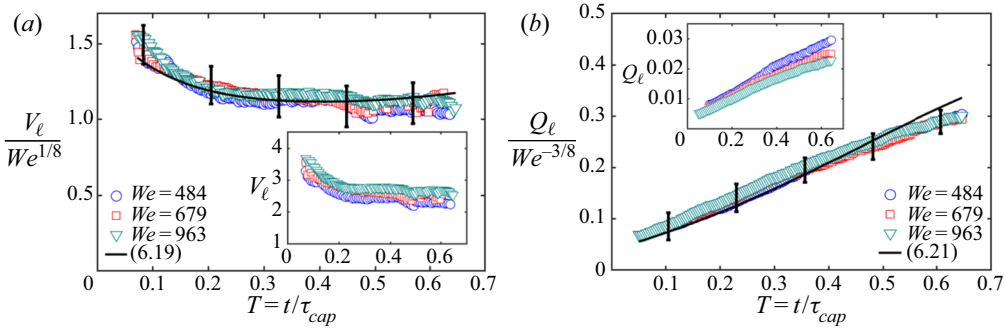 (a)
1.5
1.0
1.5
0
V_ℓ
We^{1/8}
0 0.1 0.2 0.3 0.4 0.5 0.6 0.7
T = t/τ_cap
We = 484
We = 679
We = 963
(6.19)
4
3
2
1
V_ℓ
0 0.2 0.4 0.6
(b)
0.5
0.4
0.3
0.2
0.1
0
Q_ℓ
We^{−3/8}
0 0.1 0.2 0.3 0.4 0.5 0.6 0.7
T = t/τ_cap
We = 484
We = 679
We = 963
(6.21)
0.03
0.02
0.01
Q_ℓ
0 0.2 0.4 0.6